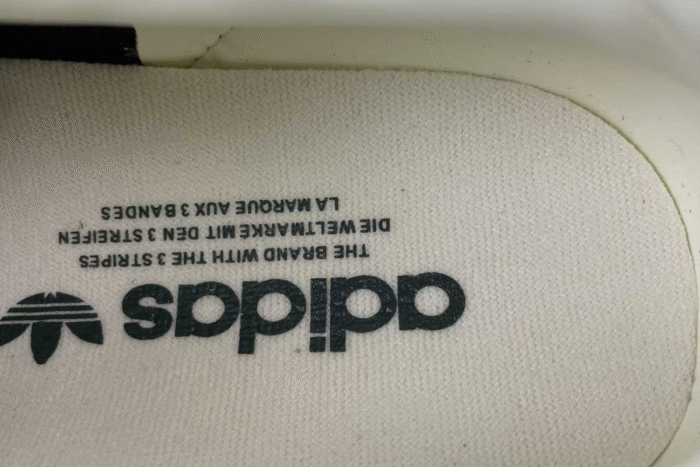 adidas
THE BRAND WITH THE 3 STRIPES
DIE WELTMARKE MIT DEN 3 STREIFEN
LA MARQUE AUX 3 BANDES